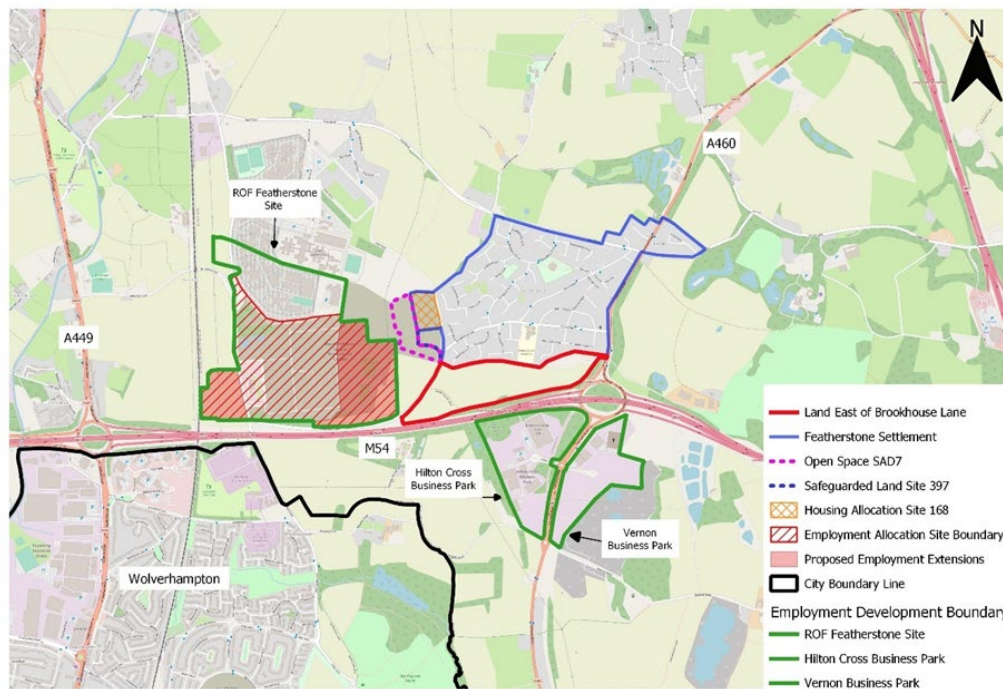 N
A460
ROF Featherstone
Site
A449
M54
Hilton Cross
Business Park
Vernon
Business Park
Wolverhampton
Land East of Brookhouse Lane
Featherstone Settlement
Open Space SAD7
Safeguarded Land Site 397
Housing Allocation Site 168
Employment Allocation Site Boundary
Proposed Employment Extensions
City Boundary Line
Employment Development Boundary
ROF Featherstone Site
Hilton Cross Business Park
Vernon Business Park